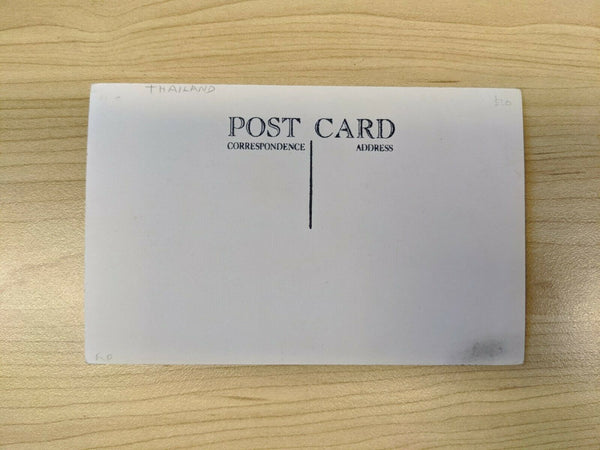 THAILAND
POST CARD
CORRESPONDENCE ADDRESS